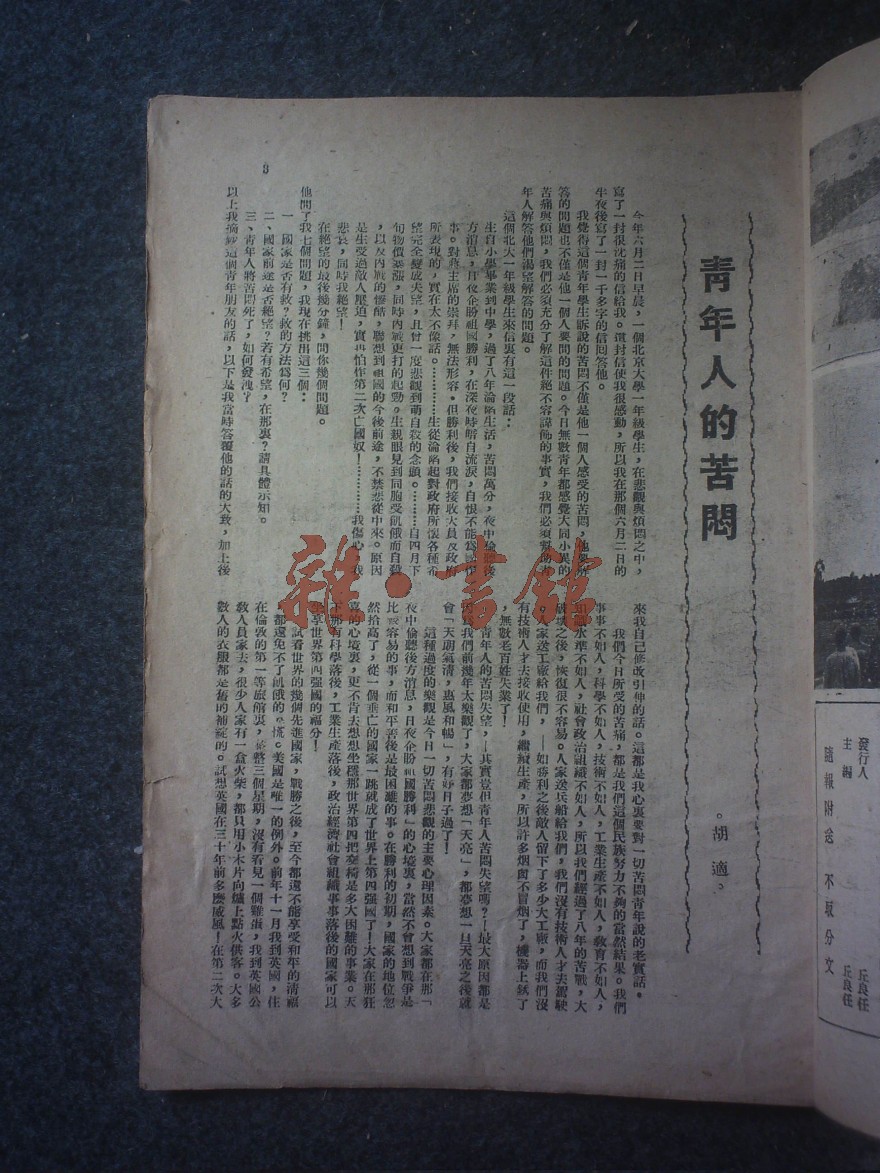 青年人的苦悶
。胡適。
今年六月二日早晨，一個北京大學一年級學生，在悲觀與煩悶之中，
寫了一封很沈痛的信給我。這封信使我很感動，所以我在那個六月二日的
半夜後寫了一封一千多字的信回答他。
我覺得這個青年學生訴說的苦悶不僅是他一個人感受的苦悶，他要解
答的問題也不僅是他一個人要問的問題。今日無數青年都感覺大同小異的
苦痛與煩悶，我們必須充分了解這件絕不容諱飾的事實，我們必須幫助青
年人解答他們渴望解答的問題。
這個北大一年級學生來信裏有這一段話：
生自小學畢業到中學，過了八年淪陷生活，苦悶萬分，夜中偷聽後
方消息，日夜企盼祖國勝利，在深夜時暗自流淚，自恨不能爲國作
事。對蔣主席的崇拜，無法形容。但勝利後，我們接收大員及政府
所表現的，實在太不像話。…………生從淪陷起對政府所懷各種希
望完全變成失望，且曾一度悲觀到萌自殺的念頭。…………自四月下
旬物價暴漲，同時內戰更打的起勁。生親眼見到同胞受飢餓而自殺
，以及內戰的慘酷，聯想到祖國的今後前途，不禁悲從中來。原因
是生受過敵人壓迫，實再怕作第二次亡國奴！…………我傷心，我
悲哀，同時我絕望！
在絕望的最後幾分鐘，問你幾個問題。
他問了我七個問題，我現在挑出這三個：
一、國家是否有救？救的方法爲何？
二、國家前途是否絕望？若有希望，在那裏？請具體示知。
三、青年人將苦悶死了，如何發洩？
以上我摘鈔這個青年朋友的話，以下是我當時答覆他的話的大致，加上後
來我自己修改引伸的話。這都是我心裏要對一切苦悶青年說的老實話。
我們今日所受的苦痛，都是我們這個民族努力不夠的當然結果。我們
事事不如人，科學不如人，技術不如人，工業生產不如人，敎育不如人，
知識水準不如人，社會政治組織不如人，所以我們經過了八年的苦戰，大
破壞之後，恢復很不容易。人家送兵船給我們，我們沒有技術人才去駕駛
。人家送工廠給我們，——如勝利之後敵人留下了多少大工廠，而我們沒
有技術人才去接收使用，繼續生產，所以許多烟囱不冒烟了，機器上銹了
，無數老百姓失業了！
青年人的苦悶失望，——其實豈但青年人苦悶失望嗎？——最大原因都是
因爲我們前幾年太樂觀了，大家都夢想「天亮」，都夢想一旦天亮之後就
會「天朗氣清，惠風和暢」，有好月子過了！
這種過度的樂觀是今日一切苦悶悲觀的主要心理因素。大家都在那「
夜中偷聽後方消息，日夜企盼祖國勝利」的心境裏，當然不會想到戰爭是
比較容易的事，而和平善後是最困難的事。在勝利的初期，國家的地位忽
然抬高了，從一個垂亡的國家一跳就成了世界上第四强國了！大家在那狂
喜的心境裏，更不肯去想想坐穩那世界第四把交椅是多大困難的事業。天
下那有科學落後，工業生產落後，政治經濟社會組織事事落後的國家可以
坐享世界第四强國的福分！
試看世界的幾個先進國家，戰勝之後，至今都還不能享受和平的清福
，都還免不了飢餓的恐慌。美國是唯一的例外。前年十一月我到英國，住
在倫敦的第一等旅館裏，整整三個星期，沒有看見一個雞蛋，我到英國公
敎人員家去，很少人家有一盒火柴，都只用小木片向爐上點火供客。大多
數人的衣服都是舊的補綻的。試想英國在三十年前多麼威風！在第二次大
3
發行人 丘良任
主編 丘良任
隨報附送 不取分文
雜·書館